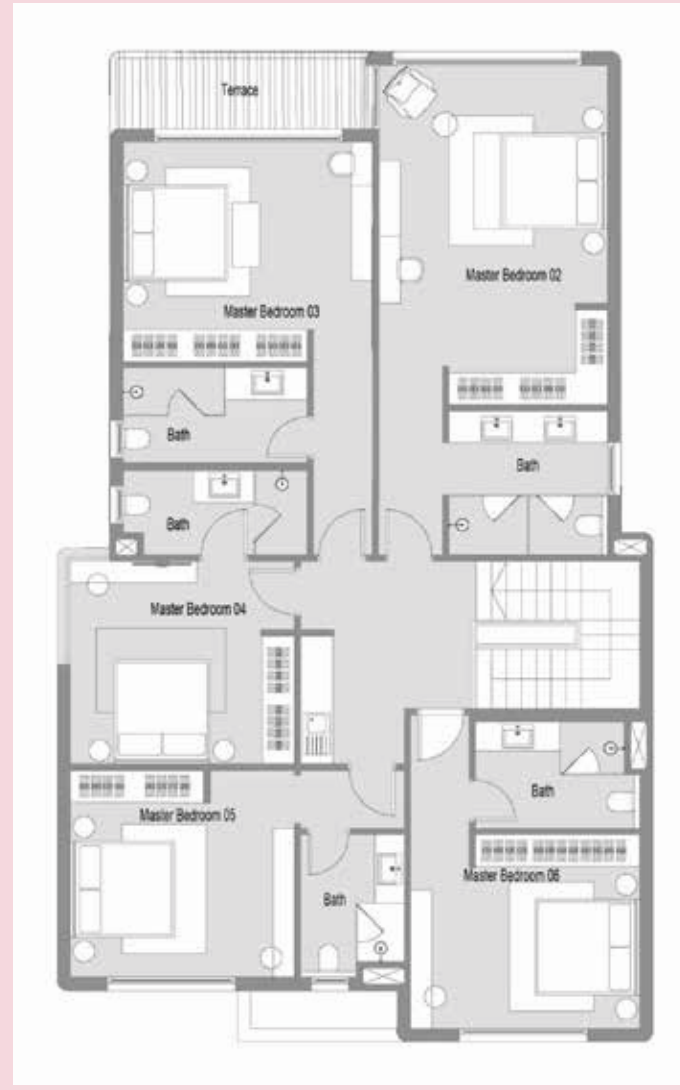 Terrace
Master Bedroom 02
Master Bedroom 03
Bath
Bath
Bath
Master Bedroom 04
Bath
Master Bedroom 05
Master Bedroom 06
Bath